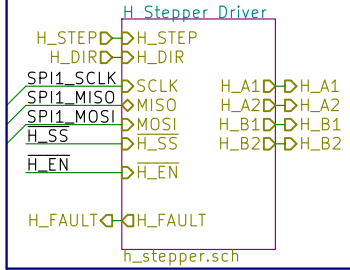 H_Stepper Driver
H_STEP H_STEP
H_DIR H_DIR
SPI1_SCLK SCLK H_A1 H_A1
SPI1_MISO MISO H_A2 H_A2
SPI1_MOSI MOSI H_B1 H_B1
H_SS H_SS H_B2 H_B2
H_EN H_EN
H_FAULT H_FAULT
h_stepper.sch